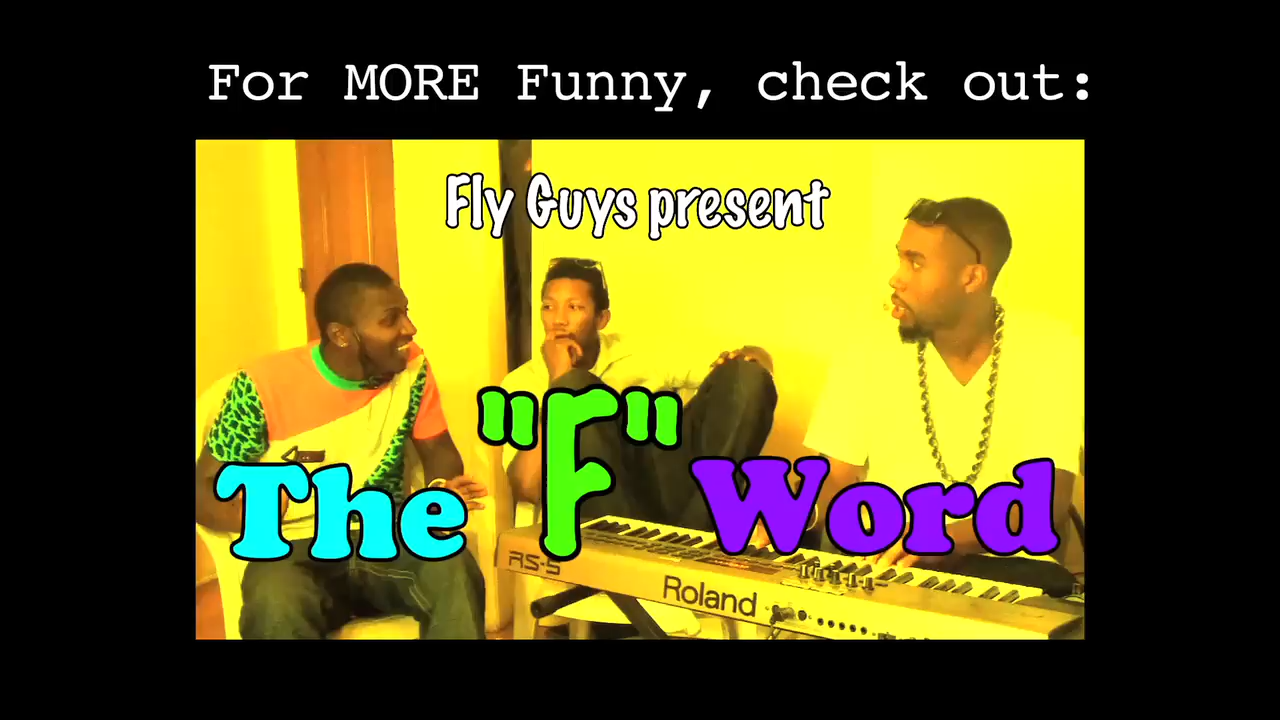 For MORE Funny, check out:
Fly Guys present
"F"
The Word
RS-5
Roland